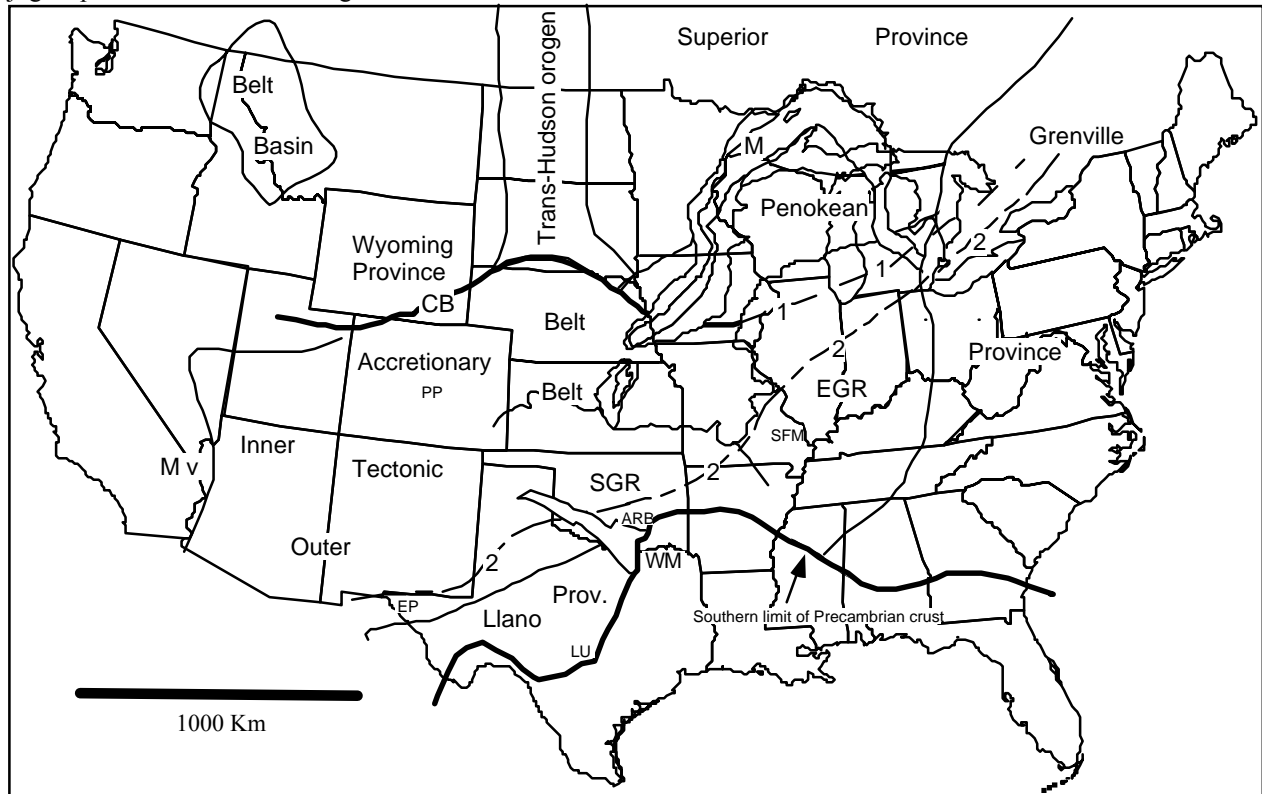 Superior Province
Trans-Hudson orogen
Belt
Basin
M
Grenville
Penokean
2
Wyoming
Province
1
CB
Belt
1
2
Accretionary
PP
Province
Belt
EGR
SFM
Inner
M v
Tectonic
2
SGR
ARB
Outer
2
WM
EP
Prov.
Llano
Southern limit of Precambrian crust
LU
1000 Km